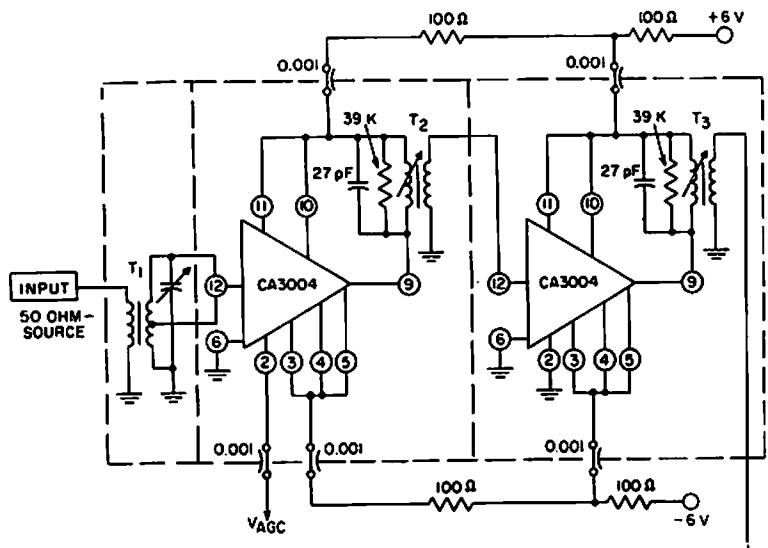 100 Ω
100 Ω
+6 V
0.001
0.001
39 K
T2
27 pF
39 K
T3
27 pF
11
10
11
10
T1
12
CA3004
9
12
CA3004
9
INPUT
50 OHM-
SOURCE
6
2
3
4
5
6
2
3
4
5
0.001
0.001
0.001
100 Ω
100 Ω
-6 V
VAGC